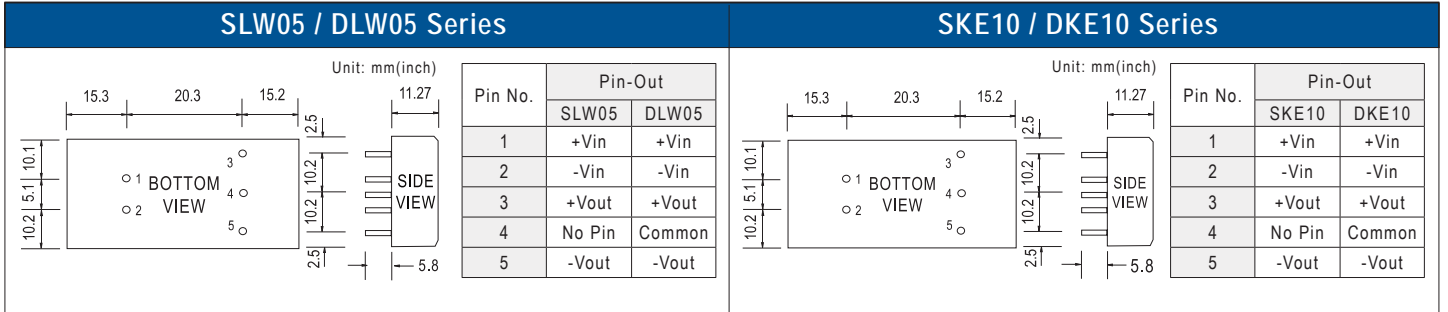 SLW05 / DLW05 Series
Unit: mm(inch)
15.3 20.3 15.2 11.27
10.1
5.1
10.2
2.5
10.2
10.2
2.5
1
2
3
4
5
BOTTOM
VIEW
SIDE
VIEW
5.8
Pin No. Pin-Out
SLW05 DLW05
1 +Vin +Vin
2 -Vin -Vin
3 +Vout +Vout
4 No Pin Common
5 -Vout -Vout
SKE10 / DKE10 Series
Unit: mm(inch)
15.3 20.3 15.2 11.27
10.1
5.1
10.2
2.5
10.2
10.2
2.5
1
2
3
4
5
BOTTOM
VIEW
SIDE
VIEW
5.8
Pin No. Pin-Out
SKE10 DKE10
1 +Vin +Vin
2 -Vin -Vin
3 +Vout +Vout
4 No Pin Common
5 -Vout -Vout